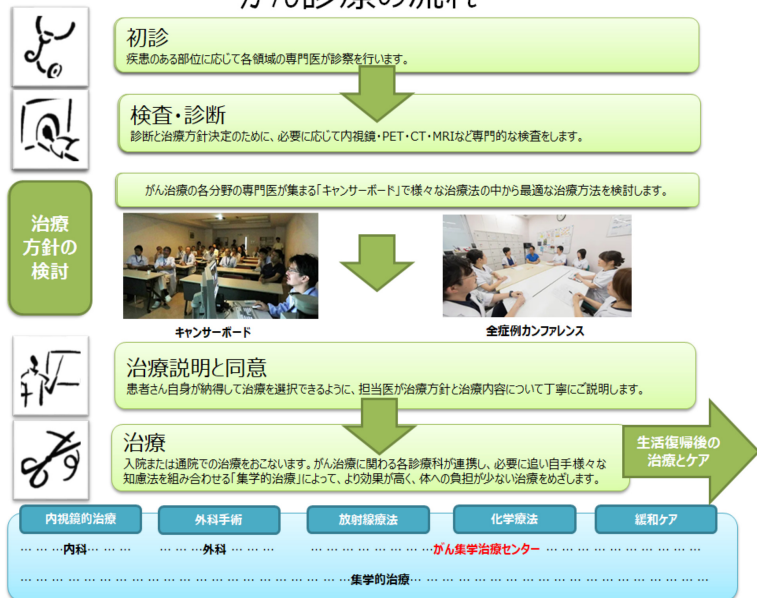 がん診療の流れ
初診
疾患のある部位に応じて各領域の専門医が診察を行います。
検査・診断
診断と治療方針決定のために、必要に応じて内視鏡・PET・CT・MRIなど専門的な検査をします。
治療
方針の
検討
がん治療の各分野の専門医が集まる「キャンサーボード」で様々な治療法の中から最適な治療方法を検討します。
キャンサーボード
全症例カンファレンス
治療説明と同意
患者さん自身が納得して治療を選択できるように、担当医が治療方針と治療内容について丁寧にご説明します。
治療
入院または通院での治療をおこないます。がん治療に関わる各診療科が連携し、必要に追い自手様々な
知慮法を組み合わせる「集学的治療」によって、より効果が高く、体への負担が少ない治療をめざします。
生活復帰後の
治療とケア
内視鏡的治療 外科手術 放射線療法 化学療法 緩和ケア
… … …内科… … … … … …外科 … … … … … … … … …がん集学治療センター … … … … … … … …
… … … … … … … … … … … … … … … …集学的治療… … … … … … … … … … … … … …